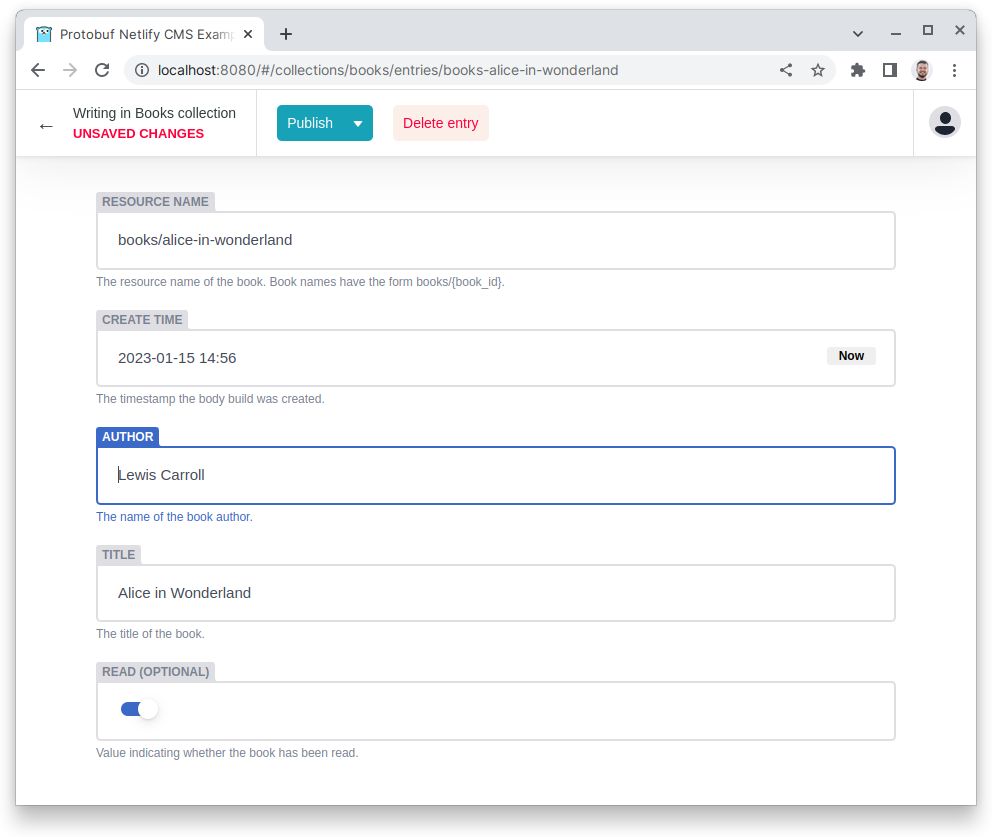 Protobuf Netlify CMS Examp
localhost:8080/#/collections/books/entries/books-alice-in-wonderland
Writing in Books collection
UNSAVED CHANGES
Publish
Delete entry
RESOURCE NAME
books/alice-in-wonderland
The resource name of the book. Book names have the form books/{book_id}.
CREATE TIME
2023-01-15 14:56
Now
The timestamp the body build was created.
AUTHOR
Lewis Carroll
The name of the book author.
TITLE
Alice in Wonderland
The title of the book.
READ (OPTIONAL)
Value indicating whether the book has been read.